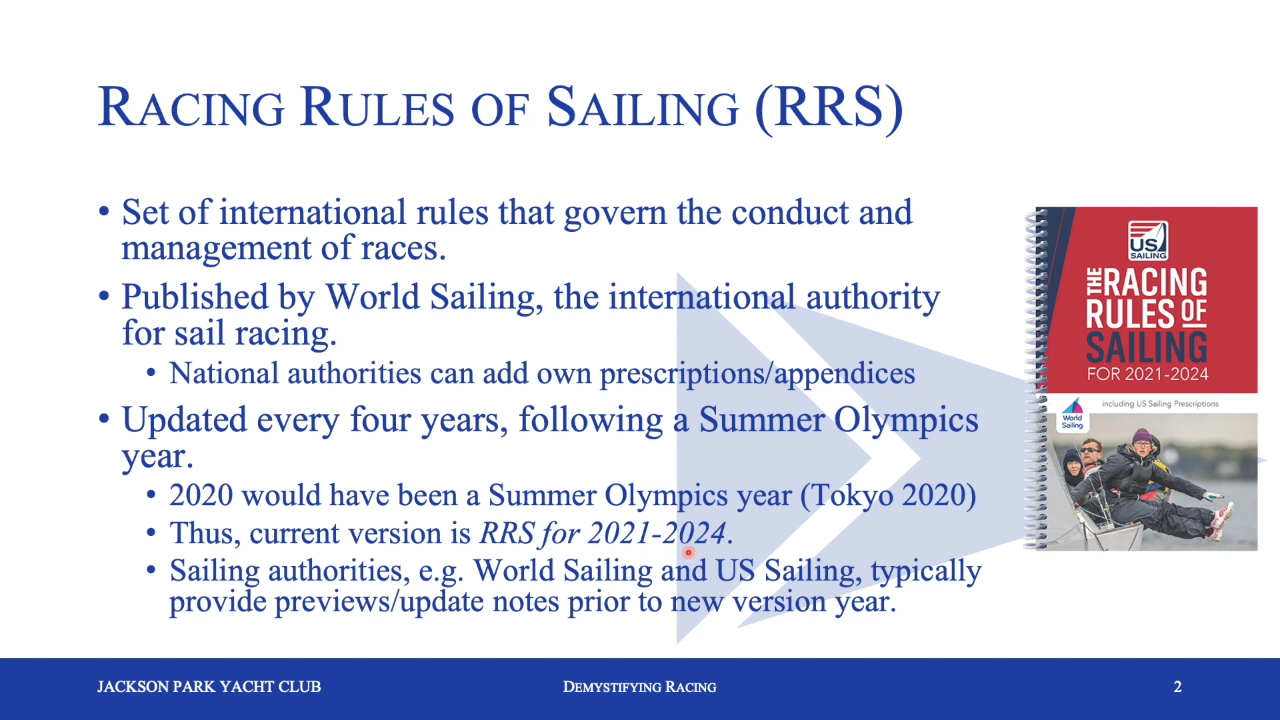 RACING RULES OF SAILING (RRS)
• Set of international rules that govern the conduct and
management of races.
• Published by World Sailing, the international authority
for sail racing.
• National authorities can add own prescriptions/appendices
• Updated every four years, following a Summer Olympics
year.
• 2020 would have been a Summer Olympics year (Tokyo 2020)
• Thus, current version is RRS for 2021-2024.
• Sailing authorities, e.g. World Sailing and US Sailing, typically
provide previews/update notes prior to new version year.
US
SAILING
THE RACING
RULES OF
SAILING
FOR 2021-2024
including US Sailing Prescriptions
World
Sailing
JACKSON PARK YACHT CLUB
DEMYSTIFYING RACING
2